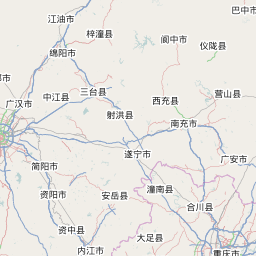 巴中市
江油市
梓潼县
阆中市
仪陇县
绵阳市
三台县
营山县
中江县
西充县
广汉市
射洪县
南充市
遂宁市
广安市
简阳市
潼南县
资阳市
安岳县
合川县
资中县
大足县
内江市
重庆市